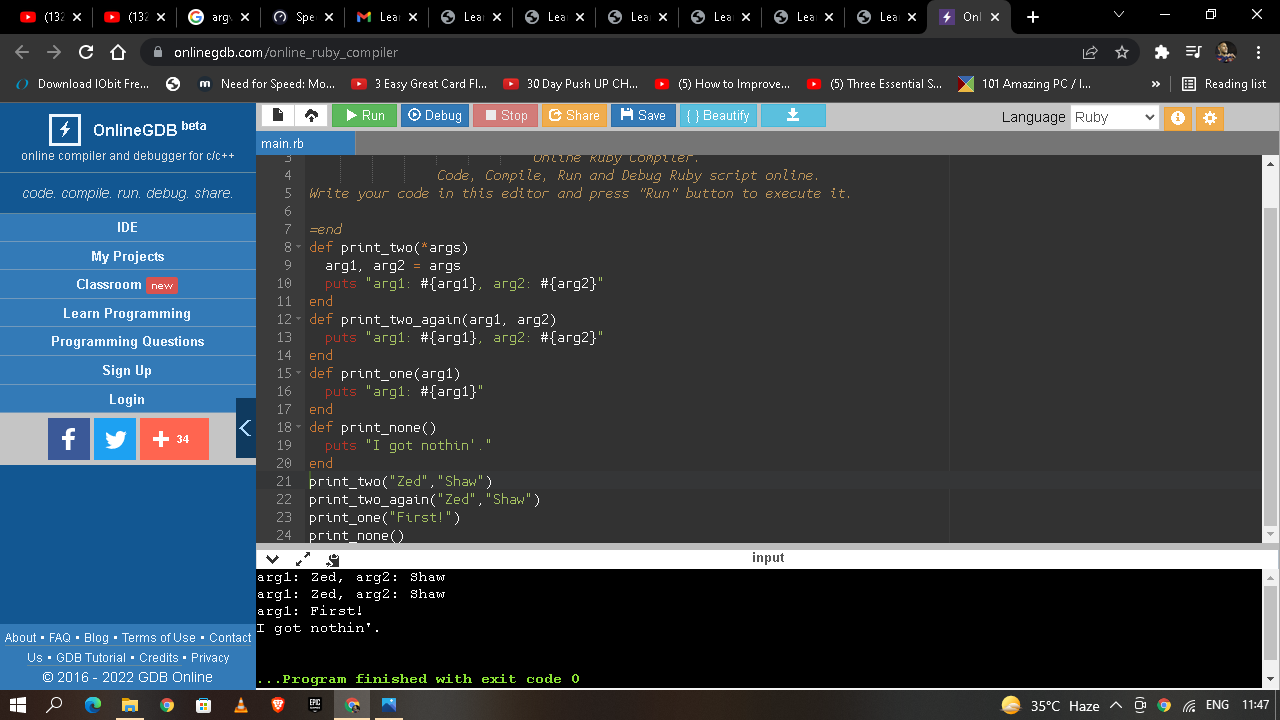 (132
(132
arg
Spe
Lear
Lea
Lea
Lea
Lea
Lea
Lea
Onl
onlinegdb.com/online_ruby_compiler
Download IObit Fre...
Need for Speed: Mo...
3 Easy Great Card Fl...
30 Day Push UP CH...
(5) How to Improve...
(5) Three Essential S...
101 Amazing PC / l...
»
Reading list
OnlineGDB beta
online compiler and debugger for c/c++
code. compile. run. debug. share.
IDE
My Projects
Classroom new
Learn Programming
Programming Questions
Sign Up
Login
34
About • FAQ • Blog • Terms of Use • Contact
Us • GDB Tutorial • Credits • Privacy
© 2016 - 2022 GDB Online
Run
Debug
Stop
Share
Save
{ } Beautify
Language Ruby
main.rb
3 Online Ruby Compiler.
4 Code, Compile, Run and Debug Ruby script online.
5 Write your code in this editor and press "Run" button to execute it.
6
7 =end
8 def print_two(*args)
9 arg1, arg2 = args
10 puts "arg1: #{arg1}, arg2: #{arg2}"
11 end
12 def print_two_again(arg1, arg2)
13 puts "arg1: #{arg1}, arg2: #{arg2}"
14 end
15 def print_one(arg1)
16 puts "arg1: #{arg1}"
17 end
18 def print_none()
19 puts "I got nothin'."
20 end
21 print_two("Zed","Shaw")
22 print_two_again("Zed","Shaw")
23 print_one("First!")
24 print_none()
input
arg1: Zed, arg2: Shaw
arg1: Zed, arg2: Shaw
arg1: First!
I got nothin'.
...Program finished with exit code 0
35°C Haze
ENG
11:47